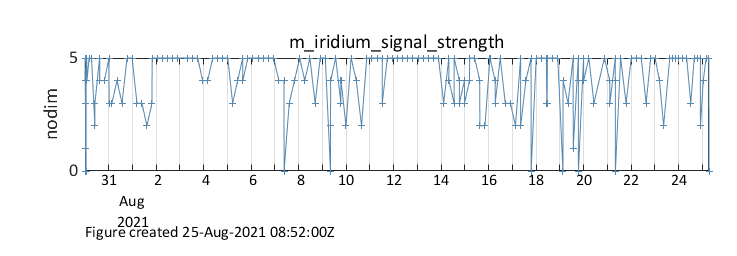 m_iridium_signal_strength
5
nodim
0
31 2 4 6 8 10 12 14 16 18 20 22 24
Aug
2021
Figure created 25-Aug-2021 08:52:00Z